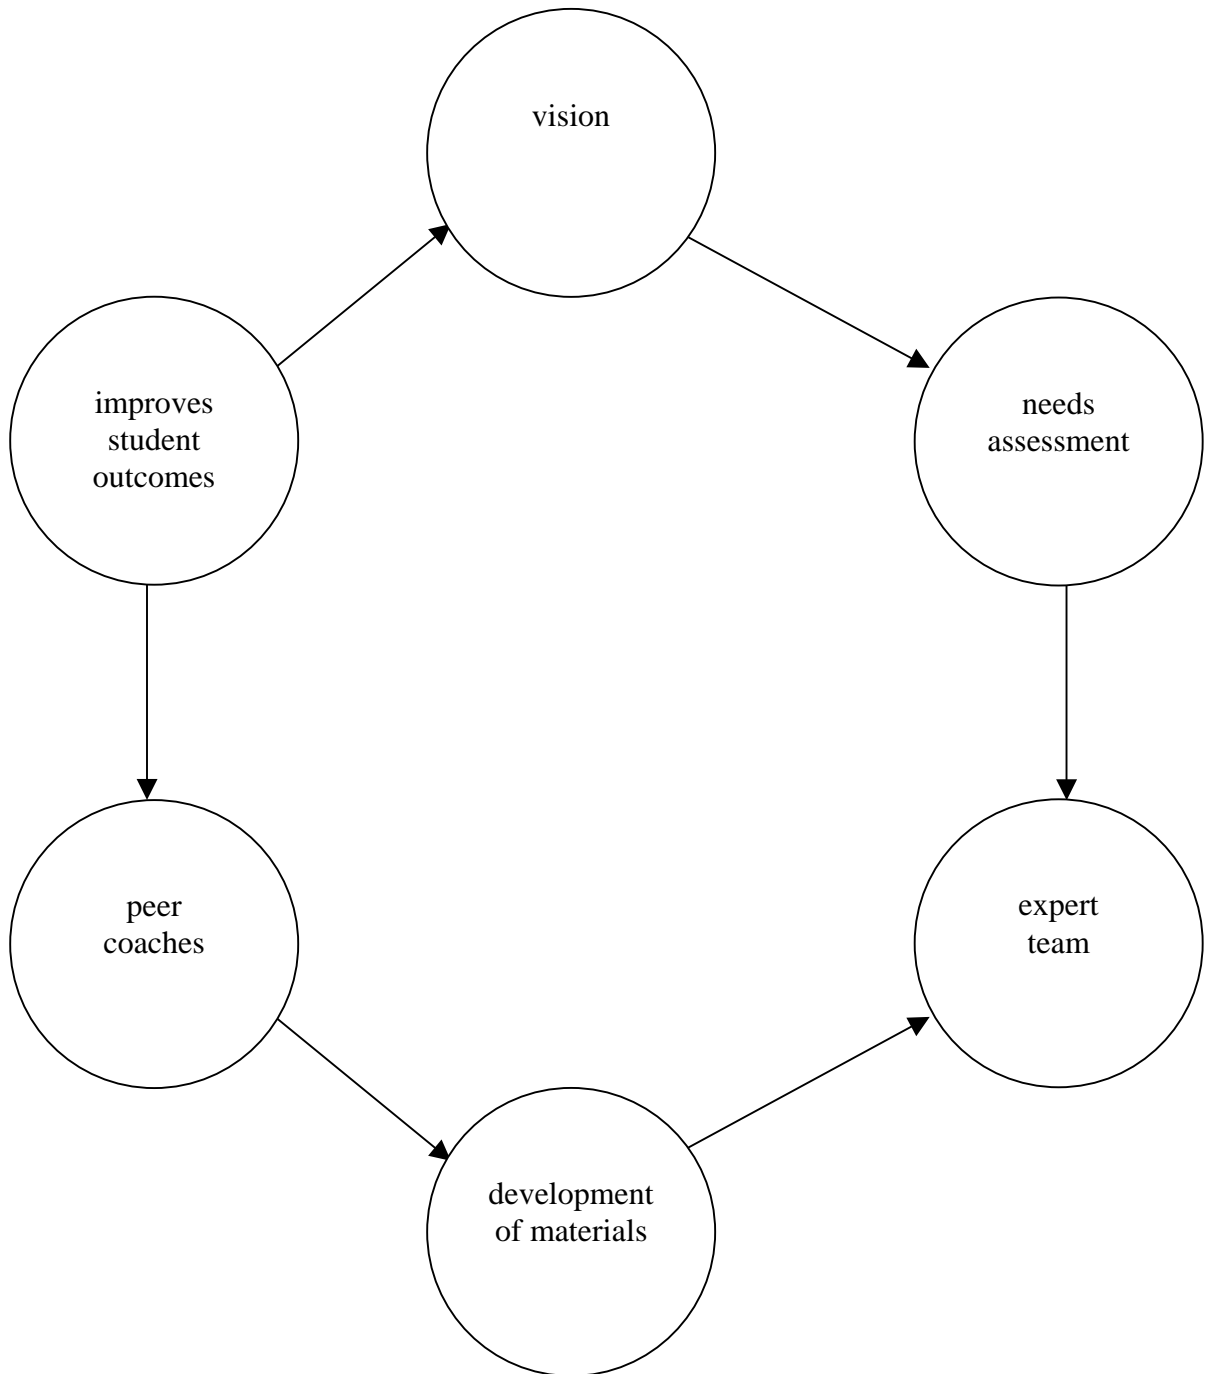 vision
improves
student
outcomes
needs
assessment
peer
coaches
expert
team
development
of materials